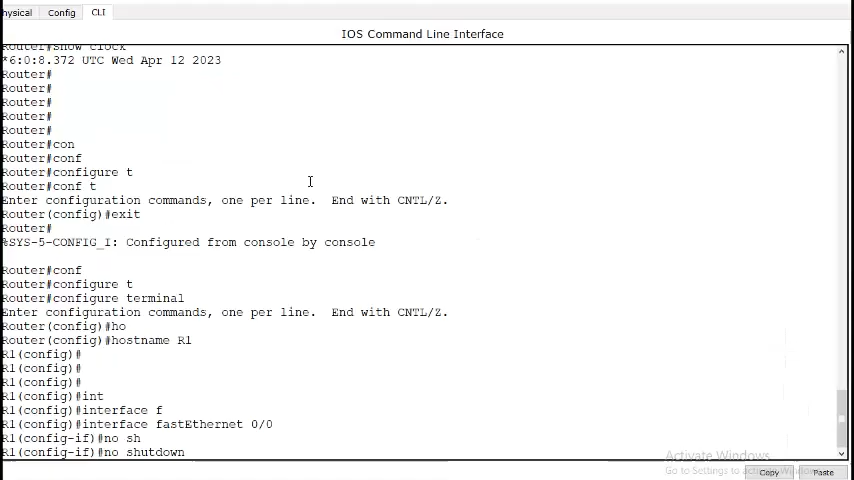 hysical Config CLI
IOS Command Line Interface
Router#Show clock
*6:0:8.372 UTC Wed Apr 12 2023
Router#
Router#
Router#
Router#
Router#
Router#con
Router#conf
Router#configure t
Router#conf t
Enter configuration commands, one per line.  End with CNTL/Z.
Router(config)#exit
Router#
%SYS-5-CONFIG_I: Configured from console by console
Router#conf
Router#configure t
Router#configure terminal
Enter configuration commands, one per line.  End with CNTL/Z.
Router(config)#ho
Router(config)#hostname R1
R1(config)#
R1(config)#
R1(config)#
R1(config)#int
R1(config)#interface f
R1(config)#interface fastEthernet 0/0
R1(config-if)#no sh
R1(config-if)#no shutdown
Activate Windows
Go to Settings to activate Windows.
Copy Paste